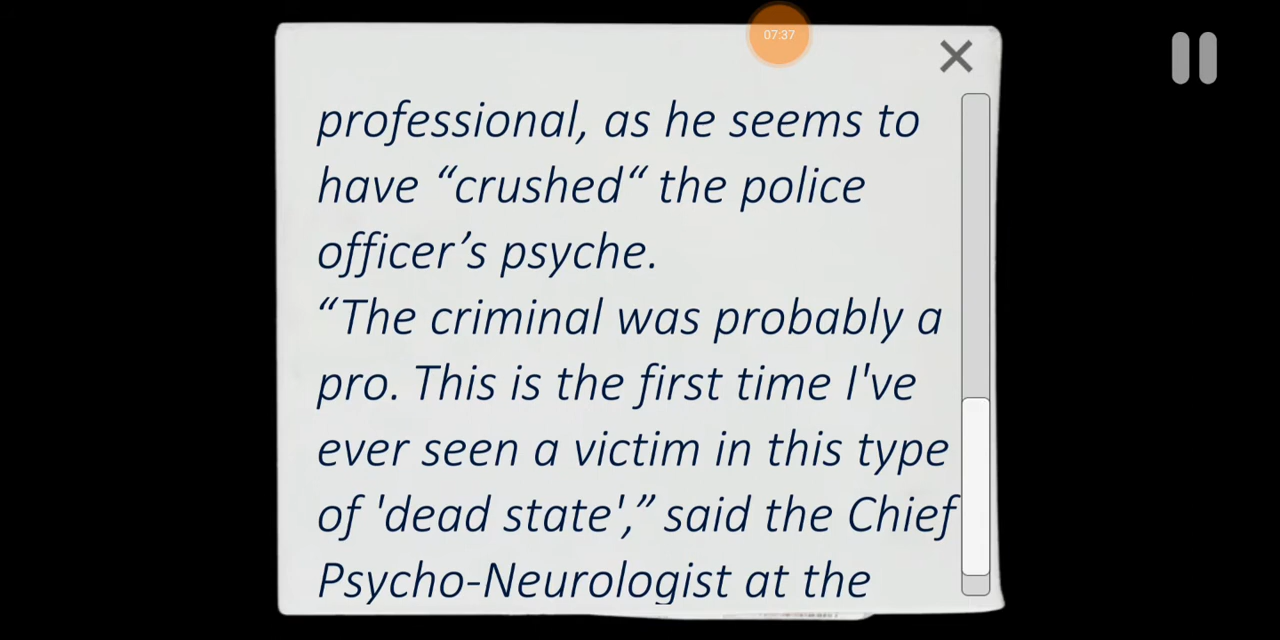 07:37
professional, as he seems to
have “crushed“ the police
officer’s psyche.
“The criminal was probably a
pro. This is the first time I've
ever seen a victim in this type
of 'dead state',” said the Chief
Psycho-Neurologist at the